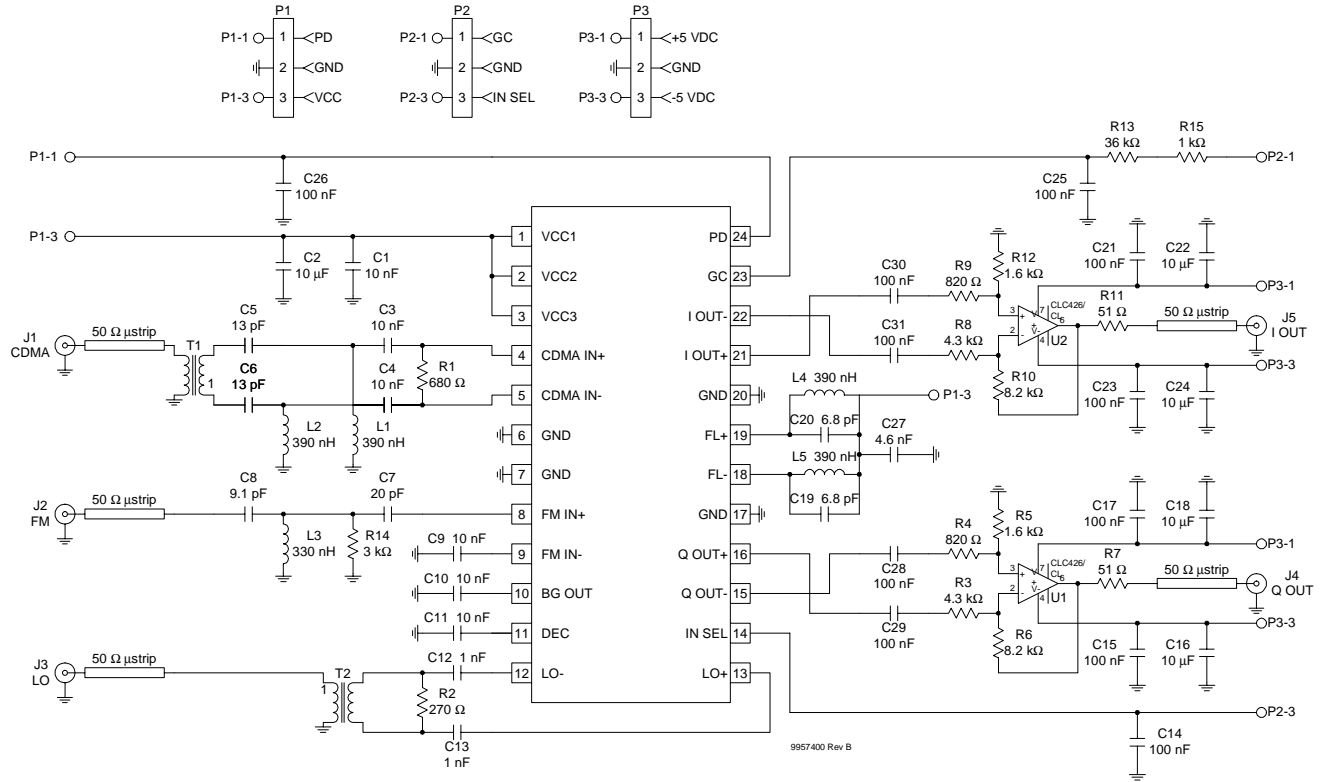 P1
P1-1 1 PD
2 GND
P1-3 3 VCC
P2
P2-1 1 GC
2 GND
P2-3 3 IN SEL
P3
P3-1 1 +5 VDC
2 GND
P3-3 3 -5 VDC
P1-1
C26
100 nF
P1-3
C2
10 µF
C1
10 nF
J1
CDMA
50 Ω µstrip
T1
1
C5
13 pF
C6
13 pF
C3
10 nF
C4
10 nF
R1
680 Ω
L2
390 nH
L1
390 nH
J2
FM
50 Ω µstrip
C8
9.1 pF
C7
20 pF
L3
330 nH
R14
3 kΩ
C9 10 nF
C10 10 nF
C11 10 nF
C12 1 nF
J3
LO
50 Ω µstrip
T2
1
R2
270 Ω
C13
1 nF
1 VCC1
2 VCC2
3 VCC3
4 CDMA IN+
5 CDMA IN-
6 GND
7 GND
8 FM IN+
9 FM IN-
10 BG OUT
11 DEC
12 LO-
PD 24
GC 23
I OUT- 22
I OUT+ 21
GND 20
FL+ 19
FL- 18
GND 17
Q OUT+ 16
Q OUT- 15
IN SEL 14
LO+ 13
R13
36 kΩ
R15
1 kΩ
P2-1
C25
100 nF
C30
100 nF
R9
820 Ω
R12
1.6 kΩ
C21
100 nF
C22
10 µF
P3-1
C31
100 nF
R8
4.3 kΩ
R10
8.2 kΩ
3 + V 7 CLC426/
CL 6
+
2 - V- 4 U2
R11
51 Ω
50 Ω µstrip
J5
I OUT
P3-3
C23
100 nF
C24
10 µF
L4 390 nH
P1-3
C20 6.8 pF
C27
4.6 nF
L5 390 nH
C19 6.8 pF
R4
820 Ω
R5
1.6 kΩ
C17
100 nF
C18
10 µF
P3-1
C28
100 nF
R3
4.3 kΩ
C29
100 nF
R6
8.2 kΩ
3 + V 7 CLC426/
CL 6
+
2 - V- 4 U1
R7
51 Ω
50 Ω µstrip
J4
Q OUT
P3-3
C15
100 nF
C16
10 µF
P2-3
C14
100 nF
9957400 Rev B